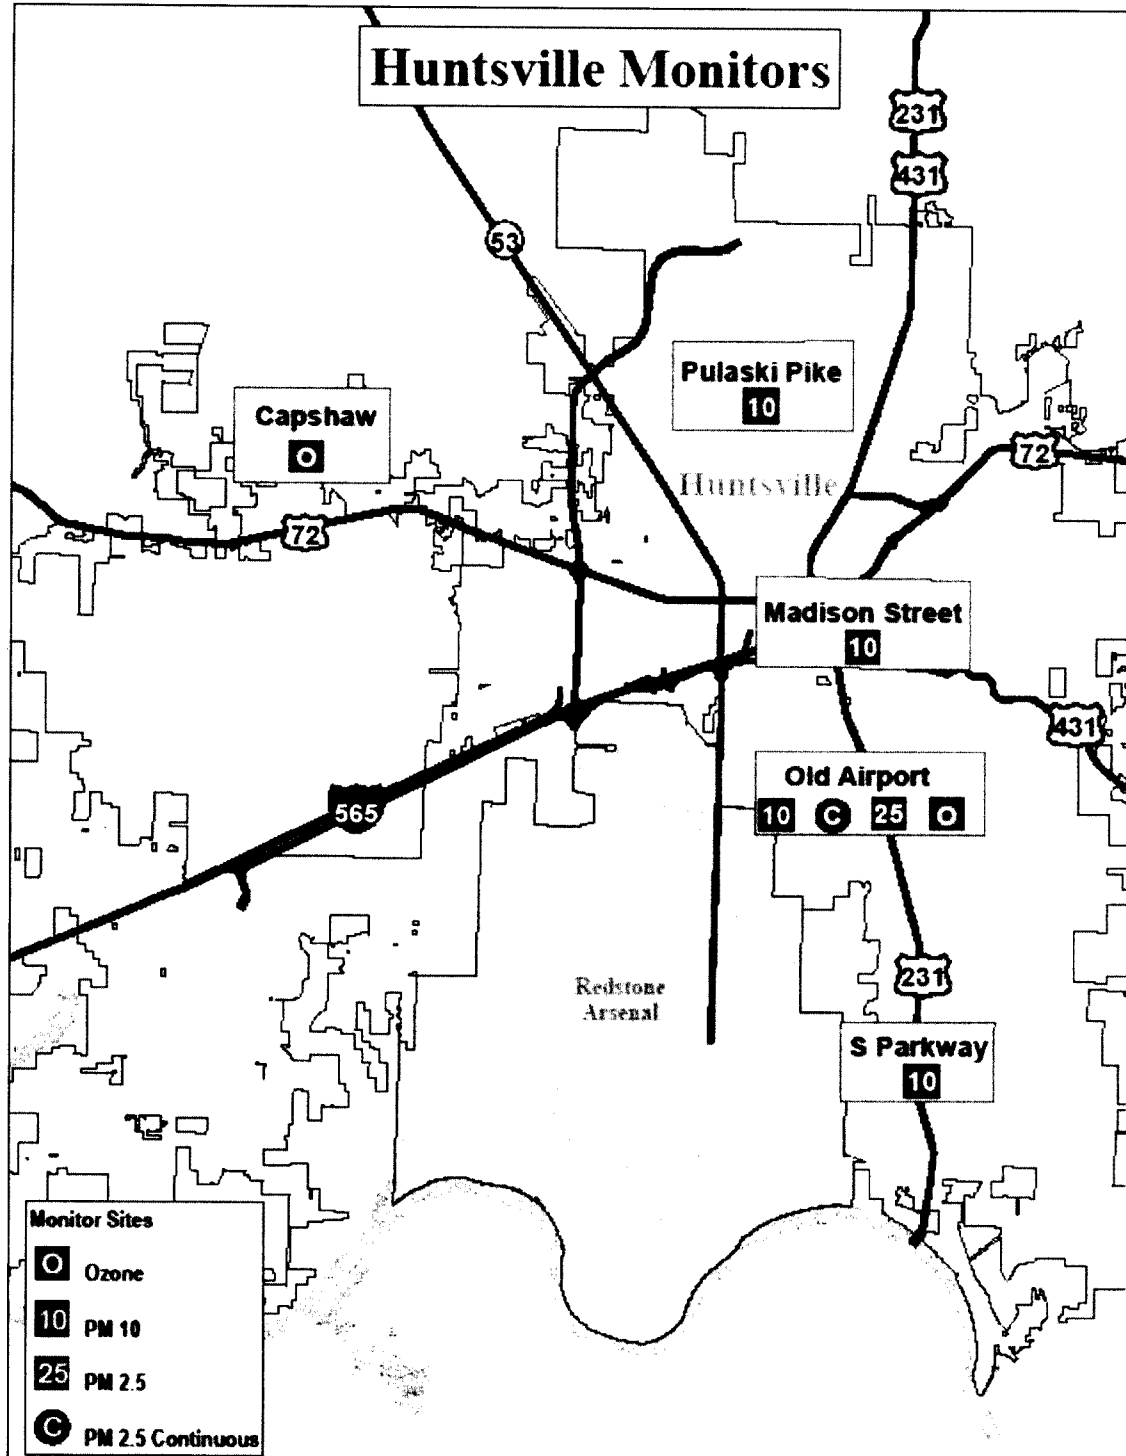 Huntsville Monitors
231
431
53
Pulaski Pike
10
Capshaw
O
72
Huntsville
72
Madison Street
10
431
Old Airport
10 C 25 O
565
231
Redstone
Arsenal
S Parkway
10
Monitor Sites
O Ozone
10 PM 10
25 PM 2.5
C PM 2.5 Continuous